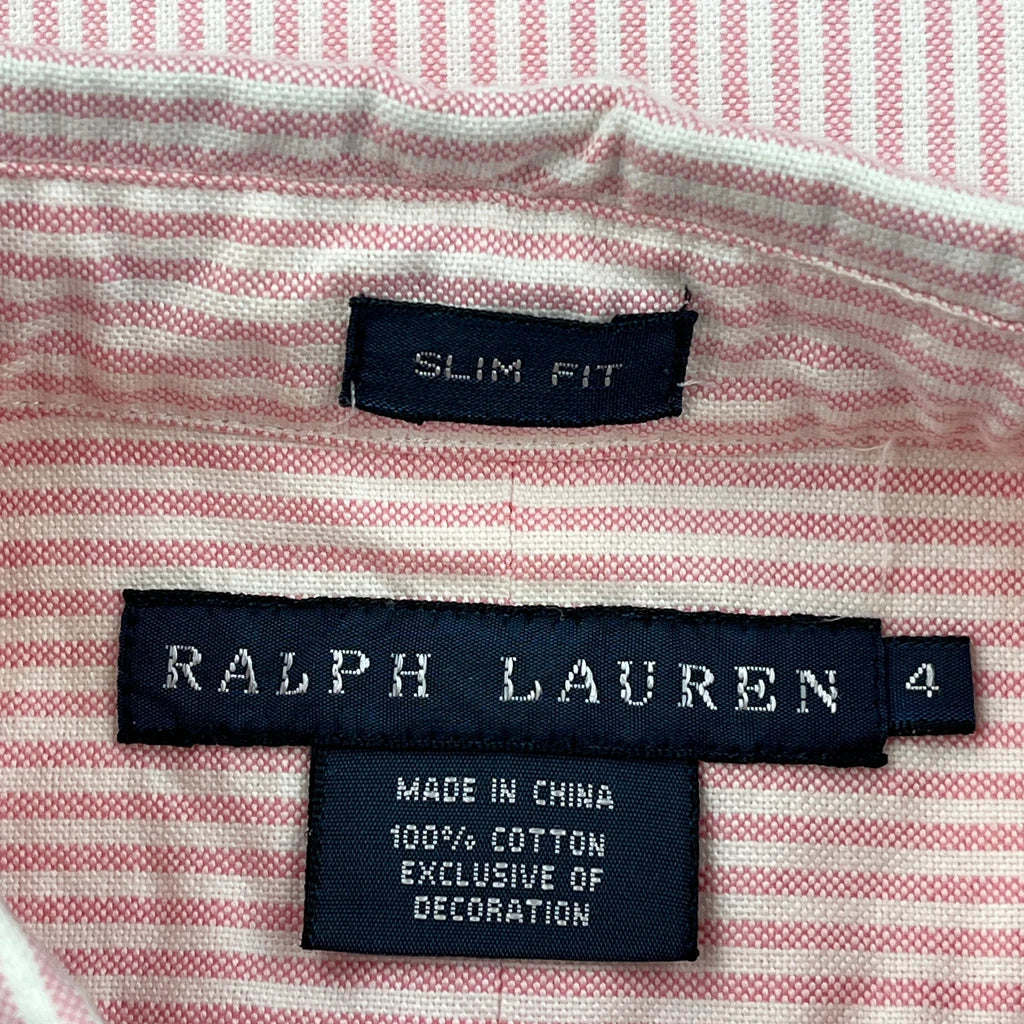 SLIM FIT
RALPH LAUREN
4
MADE IN CHINA
100% COTTON
EXCLUSIVE OF
DECORATION